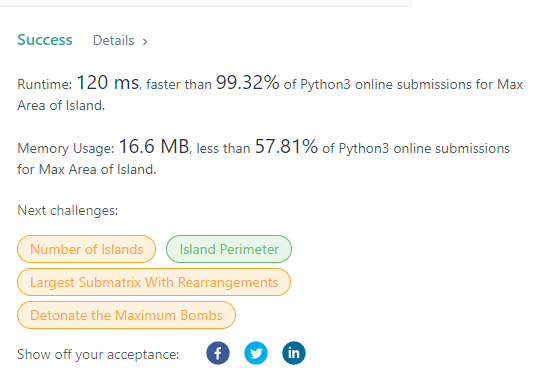 Success Details >
Runtime: 120 ms, faster than 99.32% of Python3 online submissions for Max
Area of Island.
Memory Usage: 16.6 MB, less than 57.81% of Python3 online submissions
for Max Area of Island.
Next challenges:
Number of Islands Island Perimeter
Largest Submatrix With Rearrangements
Detonate the Maximum Bombs
Show off your acceptance: f in